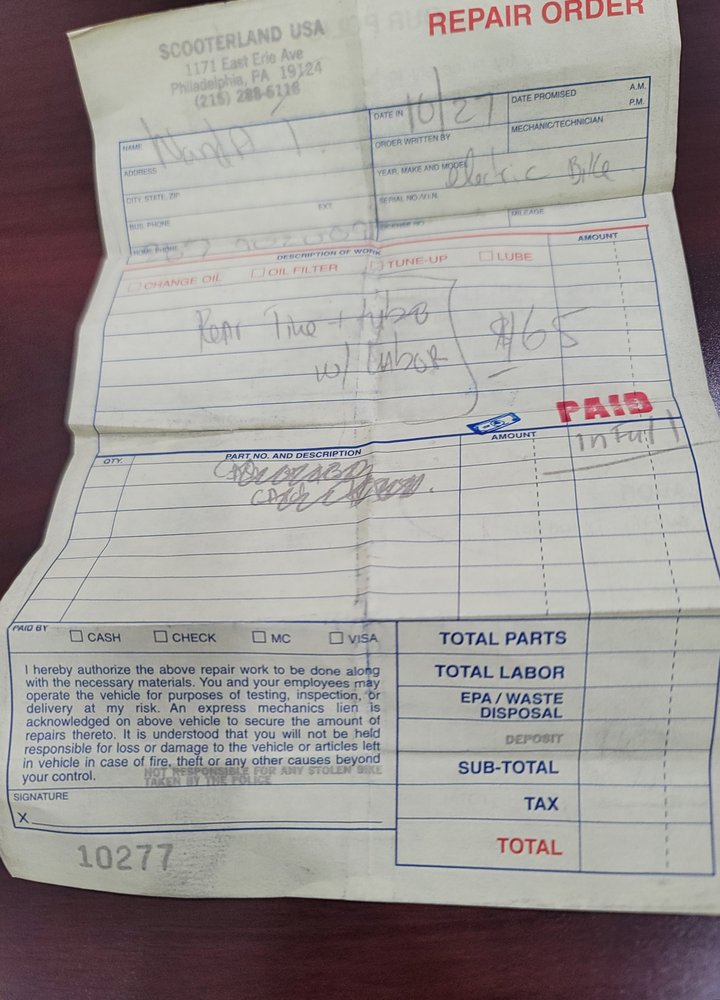 REPAIR ORDER
SCOOTERLAND USA
1171 East Erie Ave
Philadelphia, PA 19124
(215) 288-6118
NAME
DATE IN 10/27
DATE PROMISED A.M.
P.M.
ADDRESS
ORDER WRITTEN BY
MECHANIC/TECHNICIAN
CITY, STATE, ZIP
YEAR, MAKE AND MODEL Electric Bike
SERIAL NO./V.I.N.
BUS. PHONE EXT.
MILEAGE
HOME PHONE
DESCRIPTION OF WORK AMOUNT
CHANGE OIL OIL FILTER TUNE-UP LUBE
Rear Tire +
w/ Labor
$165
PAID
in Full
QTY. PART NO. AND DESCRIPTION AMOUNT
PAID BY
CASH CHECK MC VISA
I hereby authorize the above repair work to be done along
with the necessary materials. You and your employees may
operate the vehicle for purposes of testing, inspection, or
delivery at my risk. An express mechanics lien is
acknowledged on above vehicle to secure the amount of
repairs thereto. It is understood that you will not be held
responsible for loss or damage to the vehicle or articles left
in vehicle in case of fire, theft or any other causes beyond
your control.
NOT RESPONSIBLE FOR ANY STOLEN BIKE
TAKEN BY THE POLICE
SIGNATURE
X
TOTAL PARTS
TOTAL LABOR
EPA / WASTE
DISPOSAL
DEPOSIT
SUB-TOTAL
TAX
TOTAL
10277